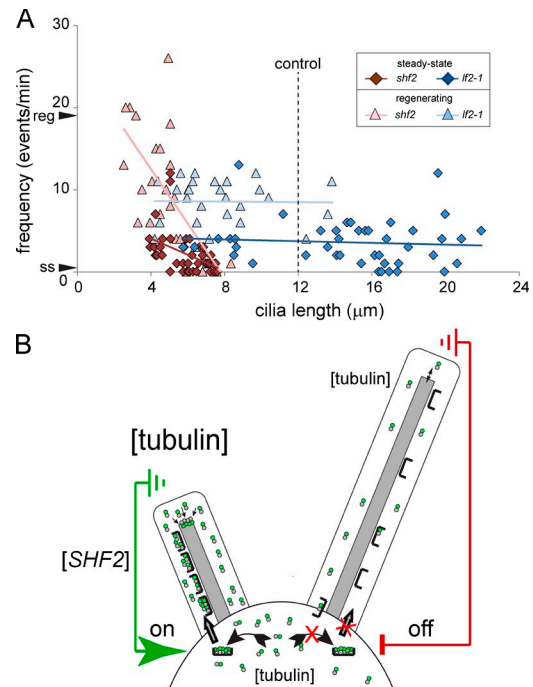 A
30
20
10
0
reg
ss
frequency (events/min)
control
steady-state
shf2 lf2-1
regenerating
shf2 lf2-1
0 4 8 12 16 20 24
cilia length (μm)
B
[tubulin]
[tubulin]
[SHF2]
on
off
[tubulin]